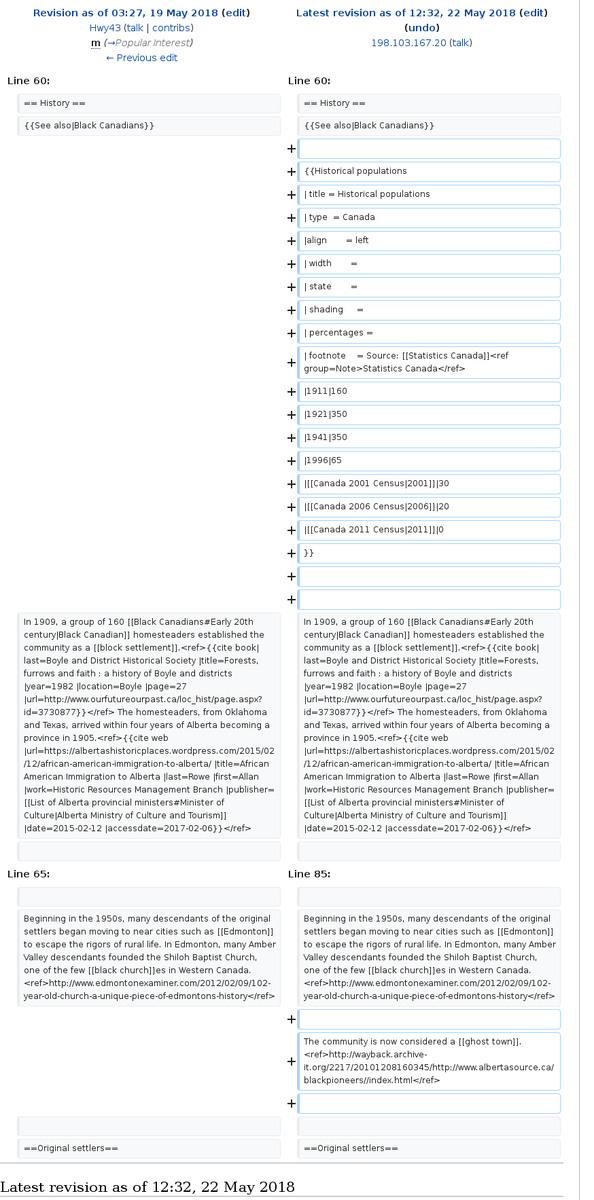 Revision as of 03:27, 19 May 2018 (edit)
Hwy43 (talk | contribs)
m (→Popular Interest)
← Previous edit
Latest revision as of 12:32, 22 May 2018 (edit)
(undo)
198.103.167.20 (talk)
Line 60:
Line 60:
== History ==
== History ==
{{See also|Black Canadians}}
{{See also|Black Canadians}}
+
+ {{Historical populations
+ | title = Historical populations
+ | type = Canada
+ |align = left
+ | width =
+ | state =
+ | shading =
+ | percentages =
+ | footnote = Source: [[Statistics Canada]]<ref
group=Note>Statistics Canada</ref>
+ |1911|160
+ |1921|350
+ |1941|350
+ |1996|65
+ |[[Canada 2001 Census|2001]]|30
+ |[[Canada 2006 Census|2006]]|20
+ |[[Canada 2011 Census|2011]]|0
+ }}
+
+
In 1909, a group of 160 [[Black Canadians#Early 20th
century|Black Canadian]] homesteaders established the
community as a [[block settlement]].<ref>{{cite book|
last=Boyle and District Historical Society |title=Forests,
furrows and faith : a history of Boyle and districts
|year=1982 |location=Boyle |page=27
|url=http://www.ourfutureourpast.ca/loc_hist/page.aspx?
id=3730877}}</ref> The homesteaders, from Oklahoma
and Texas, arrived within four years of Alberta becoming a
province in 1905.<ref>{{cite web
|url=https://albertashistoricplaces.wordpress.com/2015/02
/12/african-american-immigration-to-alberta/ |title=African
American Immigration to Alberta |last=Rowe |first=Allan
|work=Historic Resources Management Branch |publisher=
[[List of Alberta provincial ministers#Minister of
Culture|Alberta Ministry of Culture and Tourism]]
|date=2015-02-12 |accessdate=2017-02-06}}</ref>
In 1909, a group of 160 [[Black Canadians#Early 20th
century|Black Canadian]] homesteaders established the
community as a [[block settlement]].<ref>{{cite book|
last=Boyle and District Historical Society |title=Forests,
furrows and faith : a history of Boyle and districts
|year=1982 |location=Boyle |page=27
|url=http://www.ourfutureourpast.ca/loc_hist/page.aspx?
id=3730877}}</ref> The homesteaders, from Oklahoma
and Texas, arrived within four years of Alberta becoming a
province in 1905.<ref>{{cite web
|url=https://albertashistoricplaces.wordpress.com/2015/02
/12/african-american-immigration-to-alberta/ |title=African
American Immigration to Alberta |last=Rowe |first=Allan
|work=Historic Resources Management Branch |publisher=
[[List of Alberta provincial ministers#Minister of
Culture|Alberta Ministry of Culture and Tourism]]
|date=2015-02-12 |accessdate=2017-02-06}}</ref>
Line 65:
Line 85:
Beginning in the 1950s, many descendants of the original
settlers began moving to near cities such as [[Edmonton]]
to escape the rigors of rural life. In Edmonton, many Amber
Valley descendants founded the Shiloh Baptist Church,
one of the few [[black church]]es in Western Canada.
<ref>http://www.edmontonexaminer.com/2012/02/09/102-
year-old-church-a-unique-piece-of-edmontons-history</ref>
Beginning in the 1950s, many descendants of the original
settlers began moving to near cities such as [[Edmonton]]
to escape the rigors of rural life. In Edmonton, many Amber
Valley descendants founded the Shiloh Baptist Church,
one of the few [[black church]]es in Western Canada.
<ref>http://www.edmontonexaminer.com/2012/02/09/102-
year-old-church-a-unique-piece-of-edmontons-history</ref>
+
+ The community is now considered a [[ghost town]].
<ref>http://wayback.archive-
it.org/2217/20101208160345/http://www.albertasource.ca/
blackpioneers//index.html</ref>
+
==Original settlers==
==Original settlers==
Latest revision as of 12:32, 22 May 2018